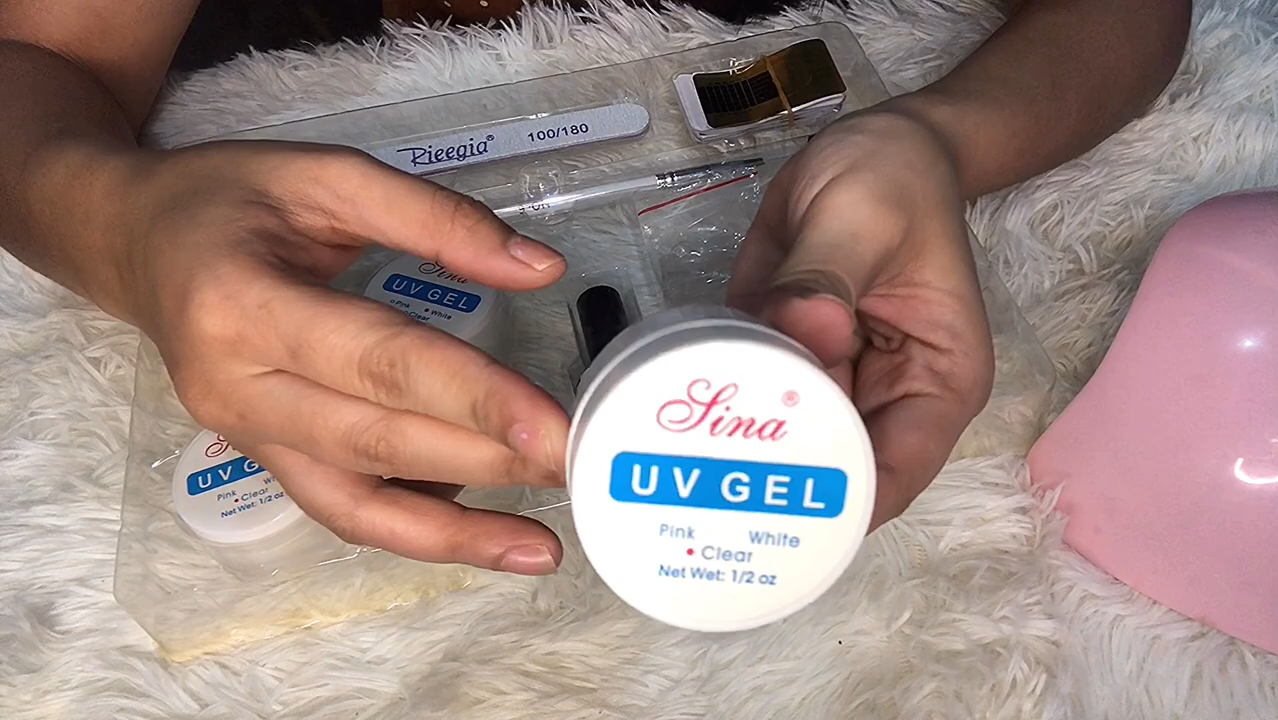 Rieegia® 100/180
Sina
UV GEL
Pink White
Clear
Sina®
UV GEL
Pink White
• Clear
Net Wet: 1/2 oz
UV G
Pink
• Clear
Net Wet: 1/2 oz